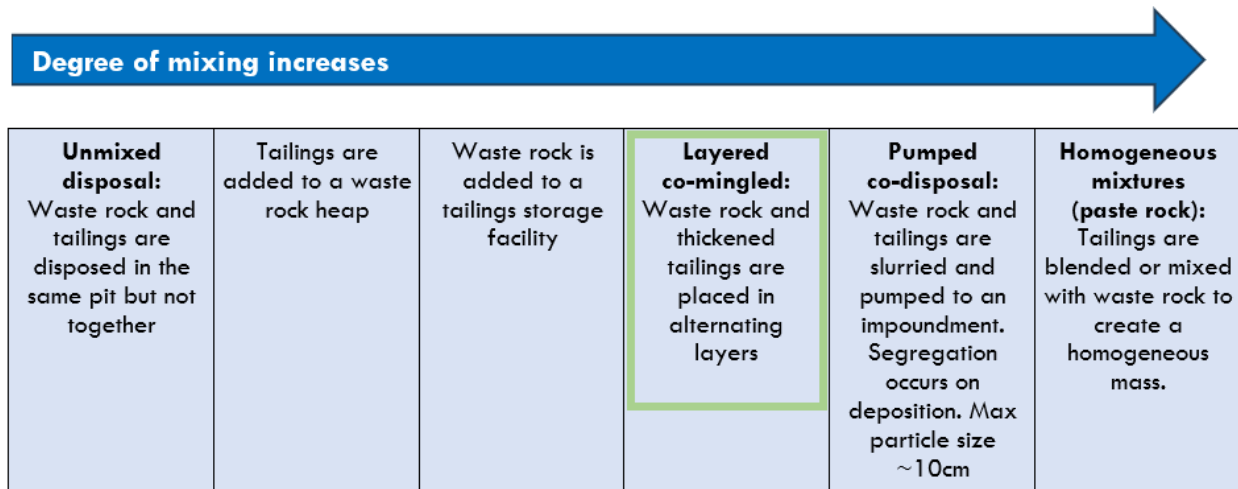 Degree of mixing increases
Unmixed
disposal:
Waste rock and
tailings are
disposed in the
same pit but not
together
Tailings are
added to a waste
rock heap
Waste rock is
added to a
tailings storage
facility
Layered
co-mingled:
Waste rock and
thickened
tailings are
placed in
alternating
layers
Pumped
co-disposal:
Waste rock and
tailings are
slurried and
pumped to an
impoundment.
Segregation
occurs on
deposition. Max
particle size
~10cm
Homogeneous
mixtures
(paste rock):
Tailings are
blended or mixed
with waste rock to
create a
homogeneous
mass.